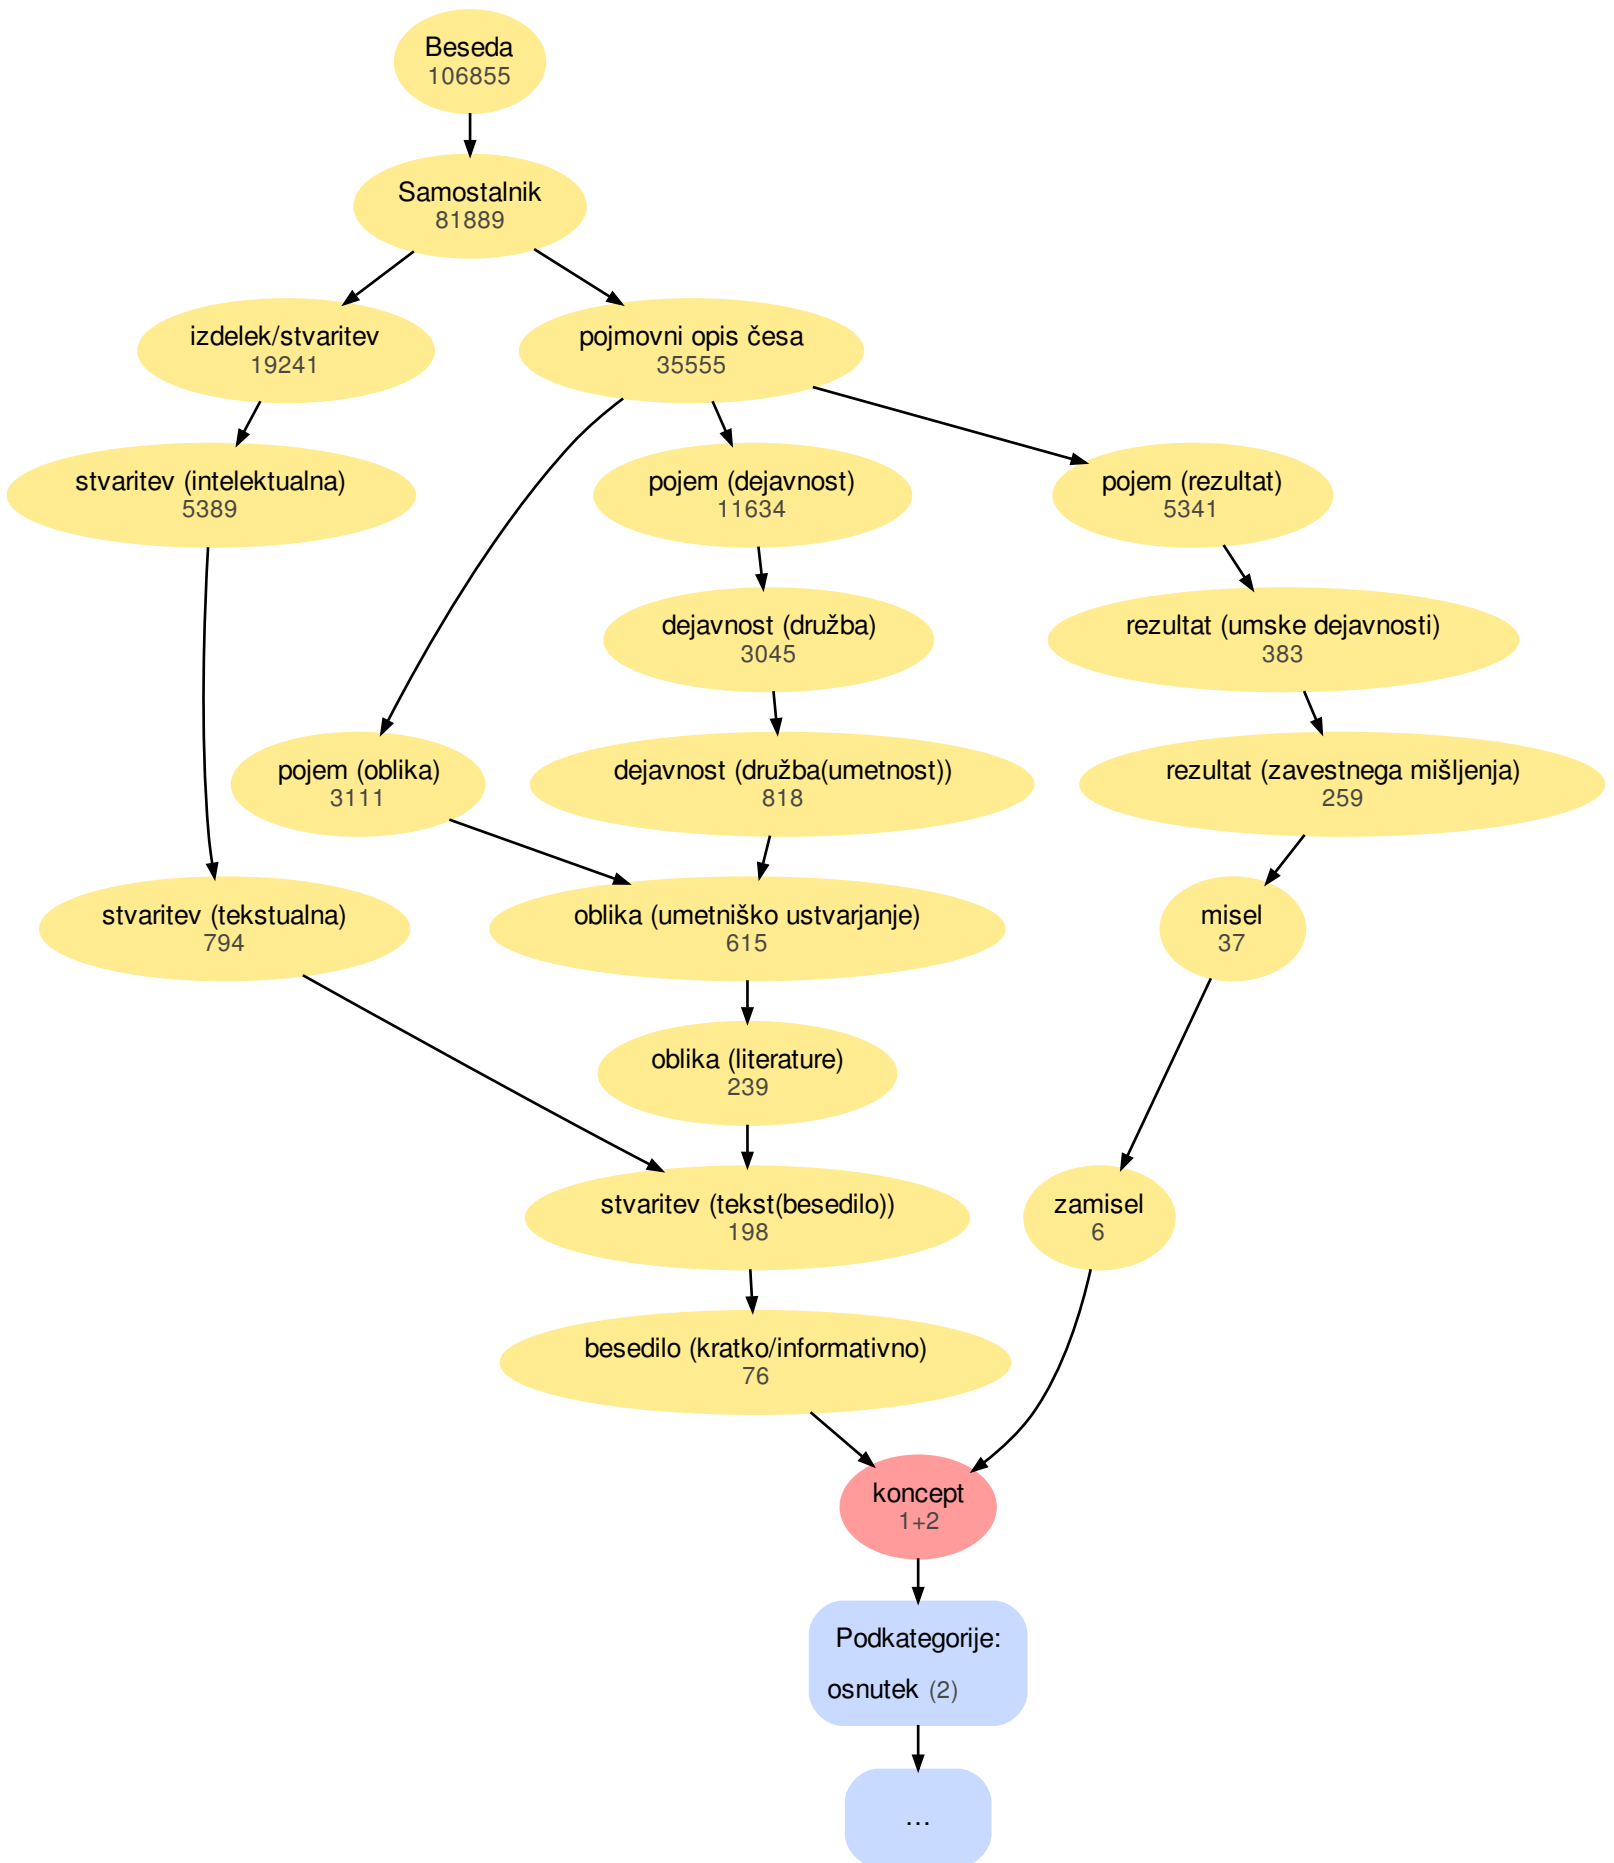 Beseda
106855
Samostalnik
81889
izdelek/stvaritev
19241
pojmovni opis česa
35555
stvaritev (intelektualna)
5389
pojem (dejavnost)
11634
pojem (rezultat)
5341
dejavnost (družba)
3045
rezultat (umske dejavnosti)
383
pojem (oblika)
3111
dejavnost (družba(umetnost))
818
rezultat (zavestnega mišljenja)
259
stvaritev (tekstualna)
794
oblika (umetniško ustvarjanje)
615
misel
37
oblika (literature)
239
stvaritev (tekst(besedilo))
198
zamisel
6
besedilo (kratko/informativno)
76
koncept
1+2
Podkategorije:
osnutek (2)
...